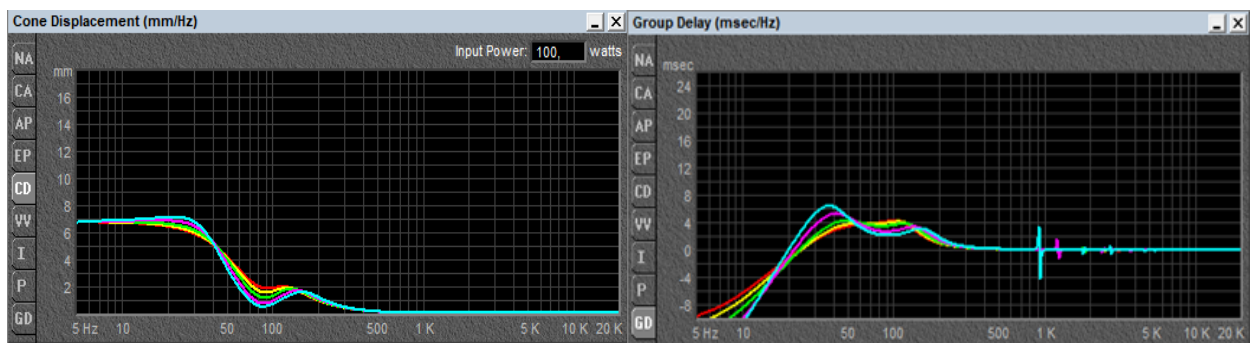 Cone Displacement (mm/Hz)
Input Power: 100, watts
NA
CA
AP
EP
CD
VV
I
P
GD
mm
16
14
12
10
8
6
4
2
5 Hz 10 50 100 500 1 K 5 K 10 K 20 K
Group Delay (msec/Hz)
NA
CA
AP
EP
CD
VV
I
P
GD
msec
24
20
16
12
8
4
0
-4
-8
5 Hz 10 50 100 500 1 K 5 K 10 K 20 K